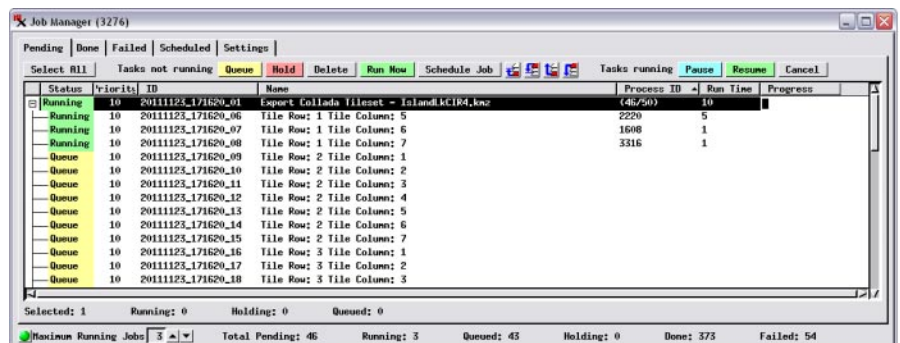 Job Manager (3276)
Pending Done Failed Scheduled Settings
Select All Tasks not running Queue Hold Delete Run Now Schedule Job Tasks running Pause Resume Cancel
Status Priority ID Name Process ID Run Time Progress
Running 10 20111123_171620_01 Export Collada Tileset - IslandLkCIR4.kmz (46/50) 10
Running 10 20111123_171620_06 Tile Row: 1 Tile Column: 5 2220 5
Running 10 20111123_171620_07 Tile Row: 1 Tile Column: 6 1608 1
Running 10 20111123_171620_08 Tile Row: 1 Tile Column: 7 3316 1
Queue 10 20111123_171620_09 Tile Row: 2 Tile Column: 1
Queue 10 20111123_171620_10 Tile Row: 2 Tile Column: 2
Queue 10 20111123_171620_11 Tile Row: 2 Tile Column: 3
Queue 10 20111123_171620_12 Tile Row: 2 Tile Column: 4
Queue 10 20111123_171620_13 Tile Row: 2 Tile Column: 5
Queue 10 20111123_171620_14 Tile Row: 2 Tile Column: 6
Queue 10 20111123_171620_15 Tile Row: 2 Tile Column: 7
Queue 10 20111123_171620_16 Tile Row: 3 Tile Column: 1
Queue 10 20111123_171620_17 Tile Row: 3 Tile Column: 2
Queue 10 20111123_171620_18 Tile Row: 3 Tile Column: 3
Selected: 1 Running: 0 Holding: 0 Queued: 0
Maximum Running Jobs 3 Total Pending: 46 Running: 3 Queued: 43 Holding: 0 Done: 373 Failed: 54